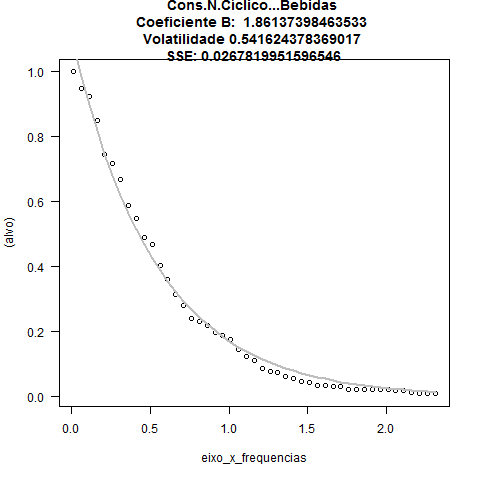 Cons.N.Ciclico...Bebidas
Coeficiente B:  1.86137398463533
Volatilidade 0.541624378369017
SSE: 0.0267819951596546
1.0
0.8
0.6
0.4
0.2
0.0
(alvo)
0.0 0.5 1.0 1.5 2.0
eixo_x_frequencias